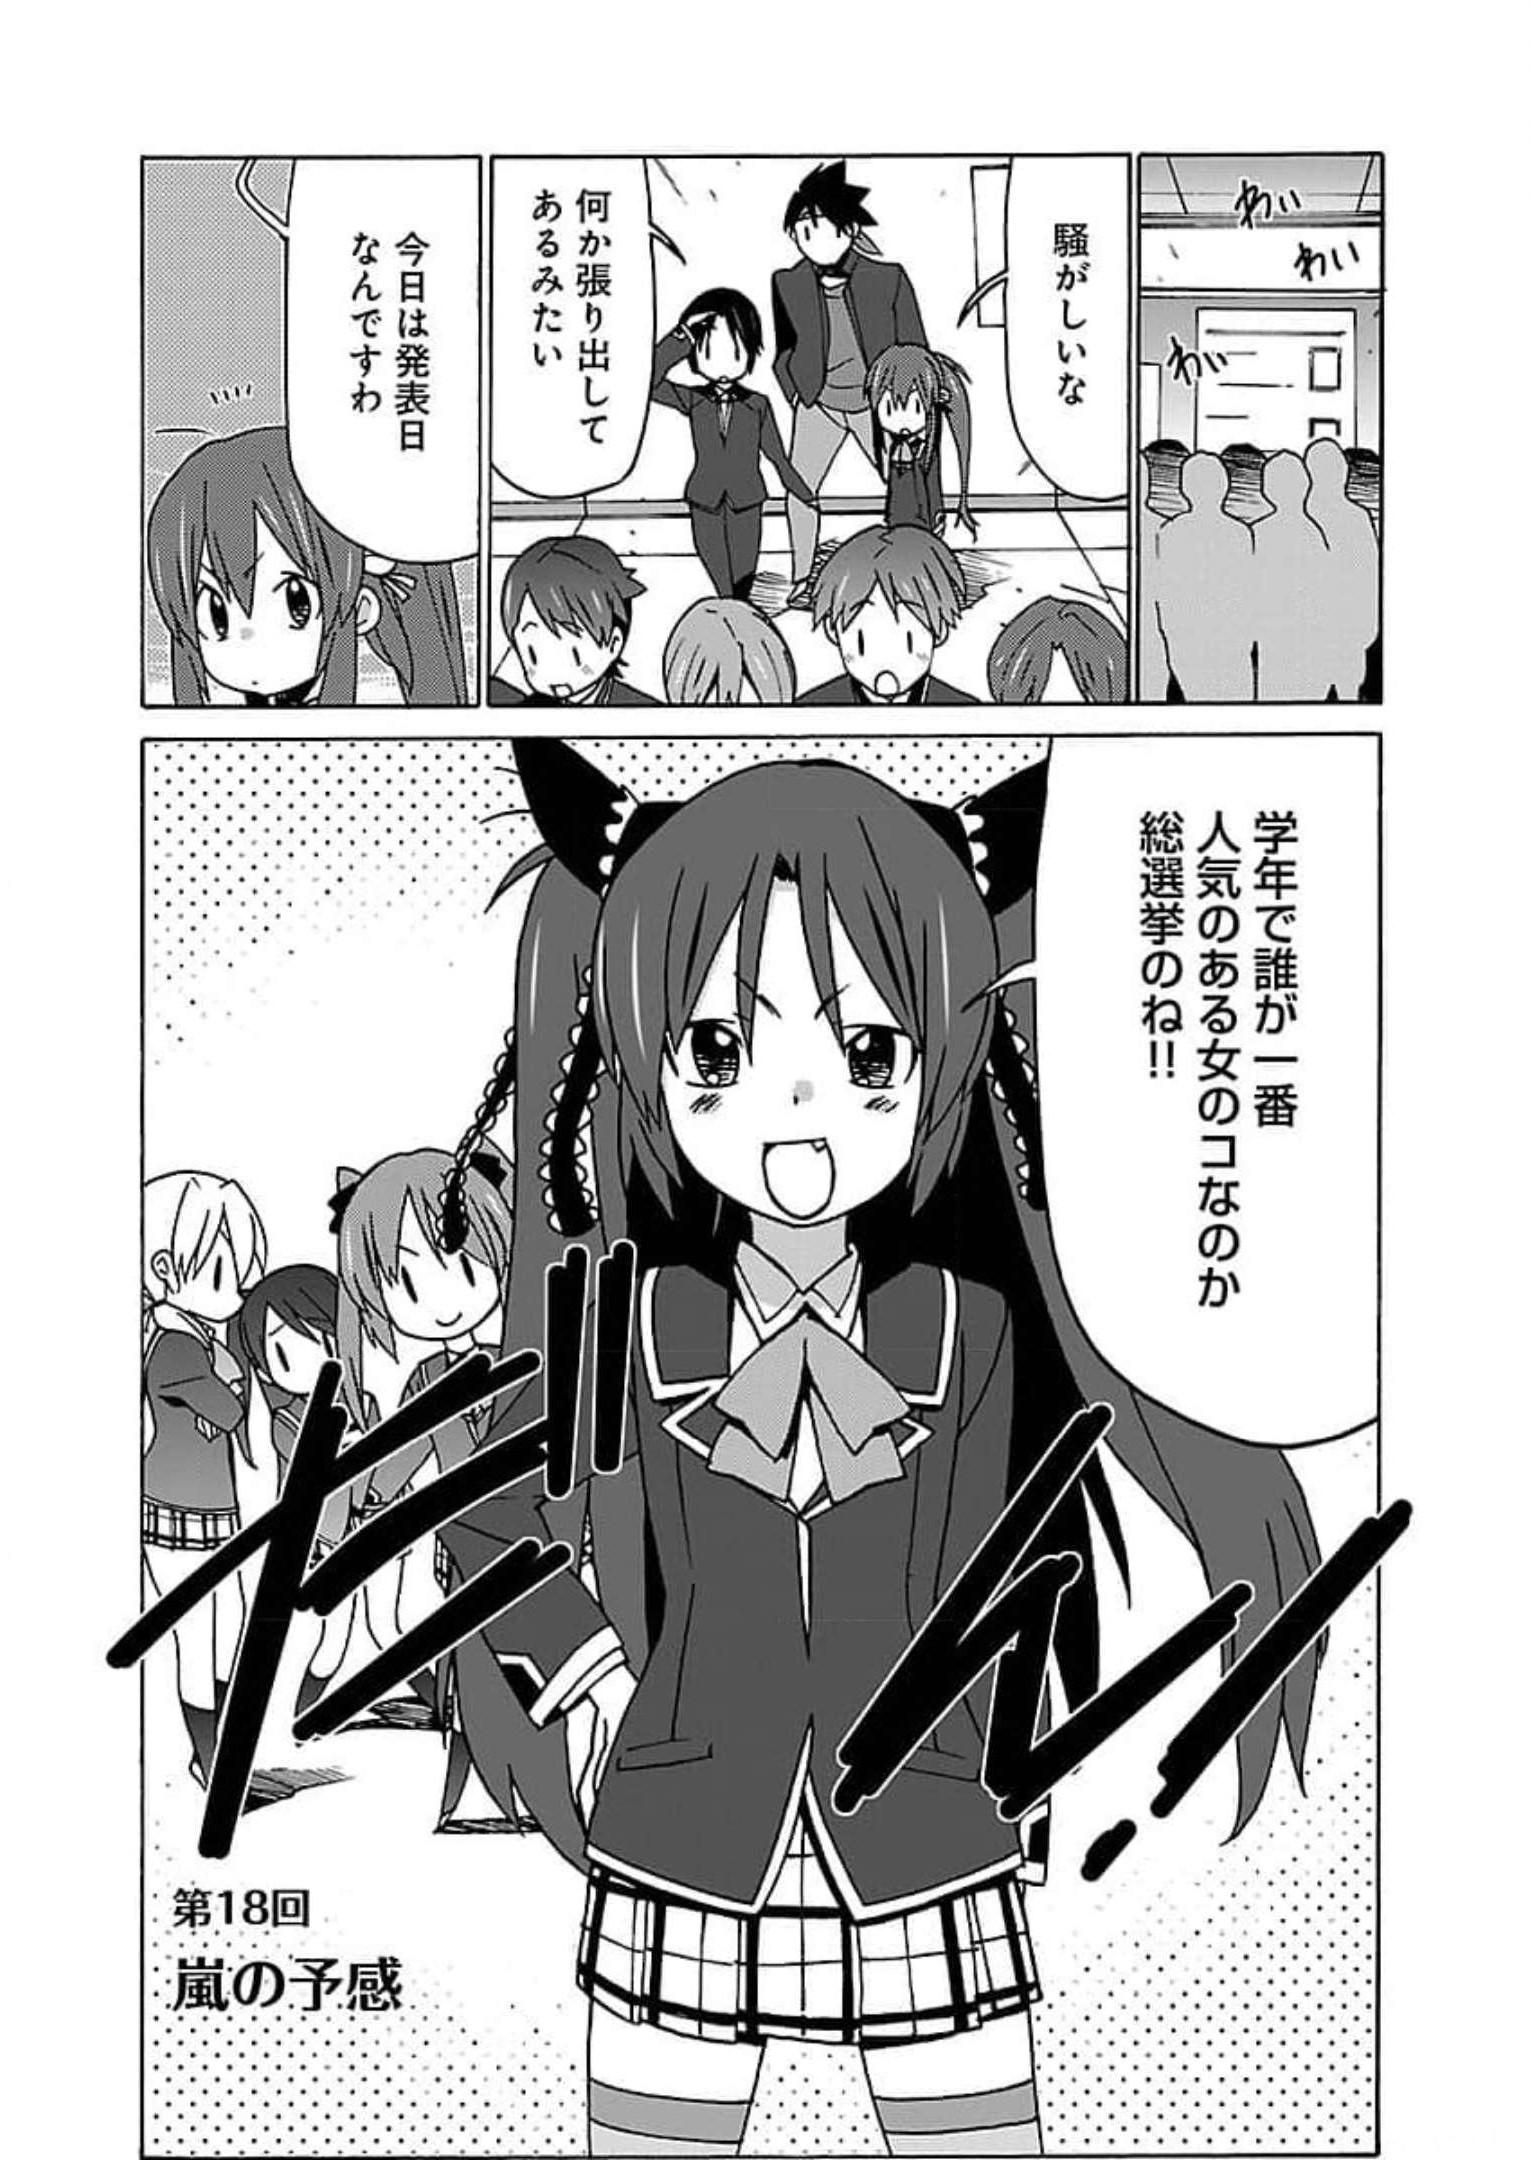 わい
わい
わい
騒がしいな
何か張り出して
あるみたい
今日は発表日
なんですわ
学年で誰が一番
人気のある女のコなのか
総選挙のね!!
ドーン
第18回
嵐の予感